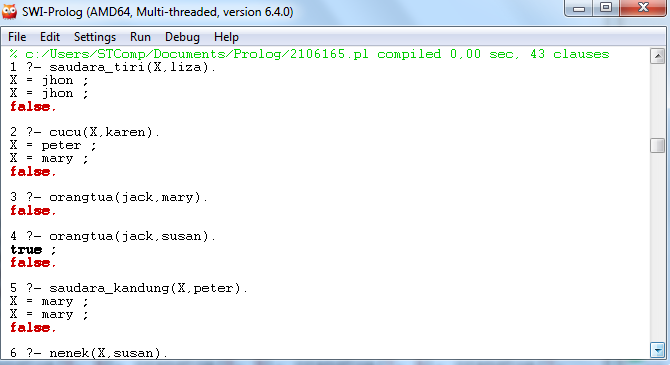 SWI-Prolog (AMD64, Multi-threaded, version 6.4.0)
File Edit Settings Run Debug Help
% c:/Users/STComp/Documents/Prolog/2106165.pl compiled 0,00 sec, 43 clauses
1 ?- saudara_tiri(X,liza).
X = jhon ;
X = jhon ;
false.
2 ?- cucu(X,karen).
X = peter ;
X = mary ;
false.
3 ?- orangtua(jack,mary).
false.
4 ?- orangtua(jack,susan).
true ;
false.
5 ?- saudara_kandung(X,peter).
X = mary ;
X = mary ;
false.
6 ?- nenek(X,susan).